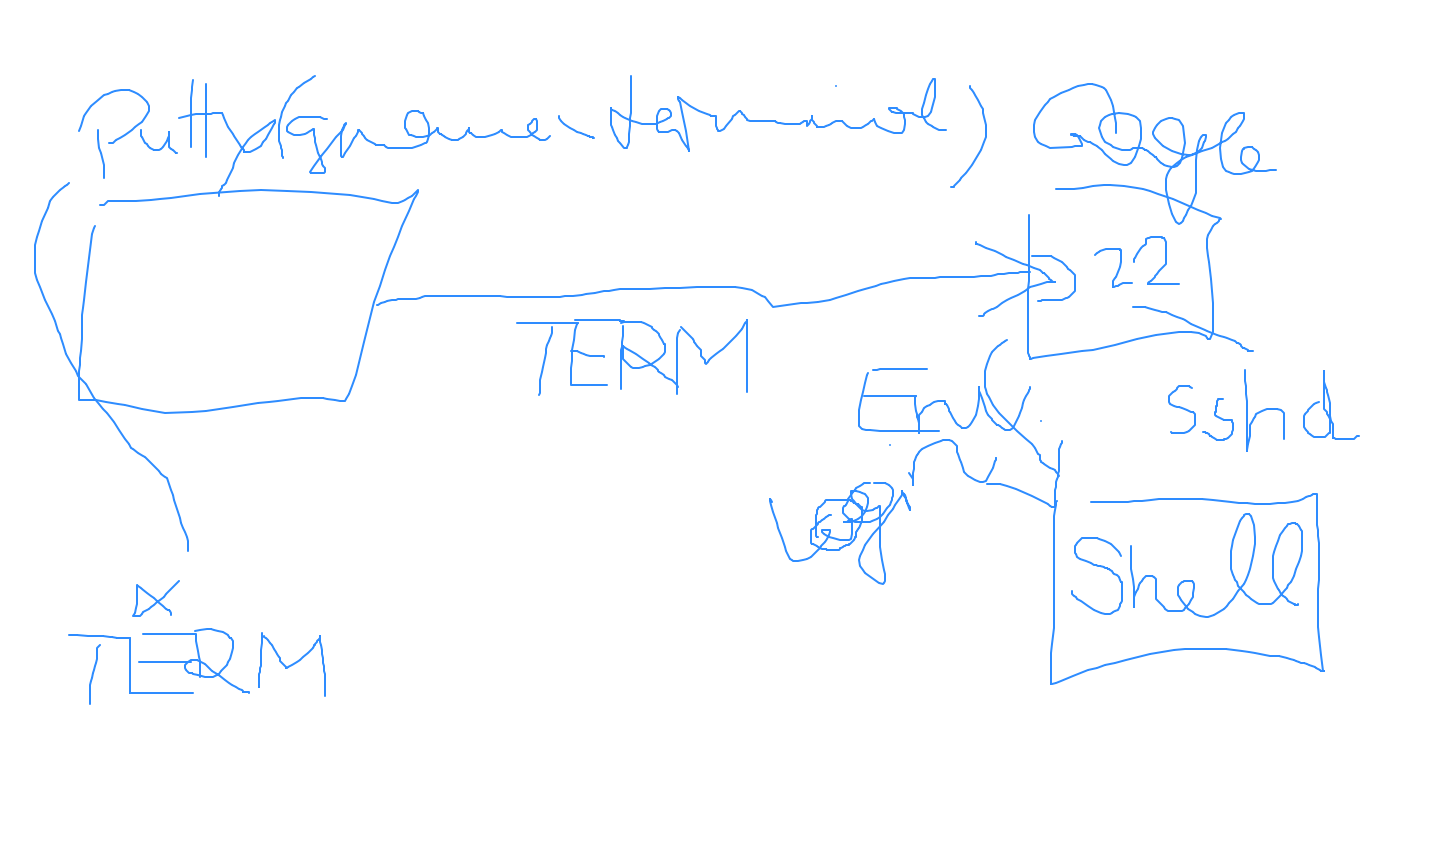 Putty (Gnome-terminal) Google
22
TERM
Env.
sshd
Shell
TERM